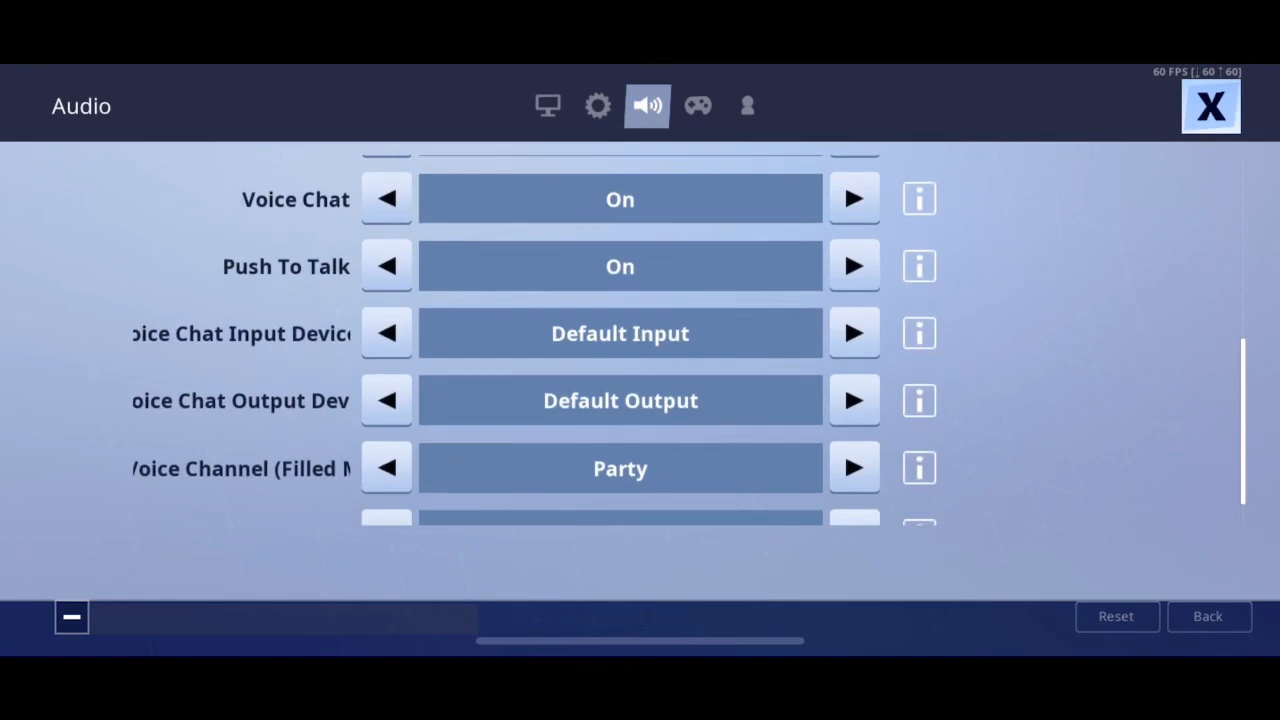 60 FPS [↓60 ↑60]
Audio
X
Voice Chat On
Push To Talk On
oice Chat Input Device Default Input
oice Chat Output Dev Default Output
Voice Channel (Filled M Party
Reset Back